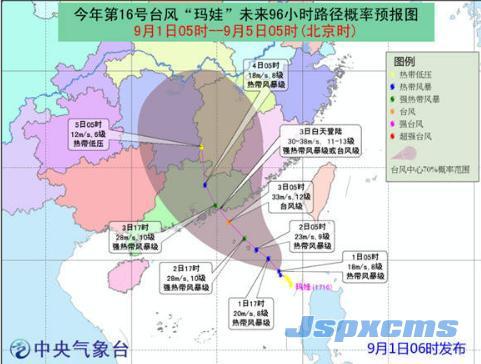 今年第16号台风“玛娃”未来96小时路径概率预报图
9月1日05时--9月5日05时(北京时)
图例
热带低压
热带风暴
强热带风暴
台风
强台风
超强台风
台风中心70%概率范围
4日05时
18m/s, 8级
热带风暴级
5日05时
12m/s, 6级
热带低压
3日白天登陆
30-38m/s, 11-13级
强热带风暴级或台风级
3日05时
33m/s, 12级
台风级
3日17时
28m/s, 10级
强热带风暴级
2日05时
23m/s, 9级
热带风暴级
2日17时
28m/s, 10级
强热带风暴级
1日05时
18m/s, 8级
热带风暴级
1日17时
20m/s, 8级
热带风暴级
玛娃(1716)
Jspxcms
中央气象台
9月1日06时发布